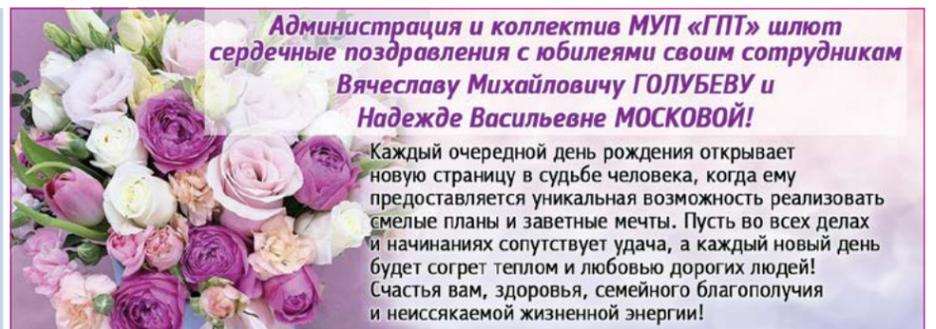 Администрация и коллектив МУП «ГПТ» шлют
сердечные поздравления с юбилеями своим сотрудникам
Вячеславу Михайловичу ГОЛУБЕВУ и
Надежде Васильевне МОСКОВОЙ!
Каждый очередной день рождения открывает
новую страницу в судьбе человека, когда ему
предоставляется уникальная возможность реализовать
смелые планы и заветные мечты. Пусть во всех делах
и начинаниях сопутствует удача, а каждый новый день
будет согрет теплом и любовью дорогих людей!
Счастья вам, здоровья, семейного благополучия
и неиссякаемой жизненной энергии!